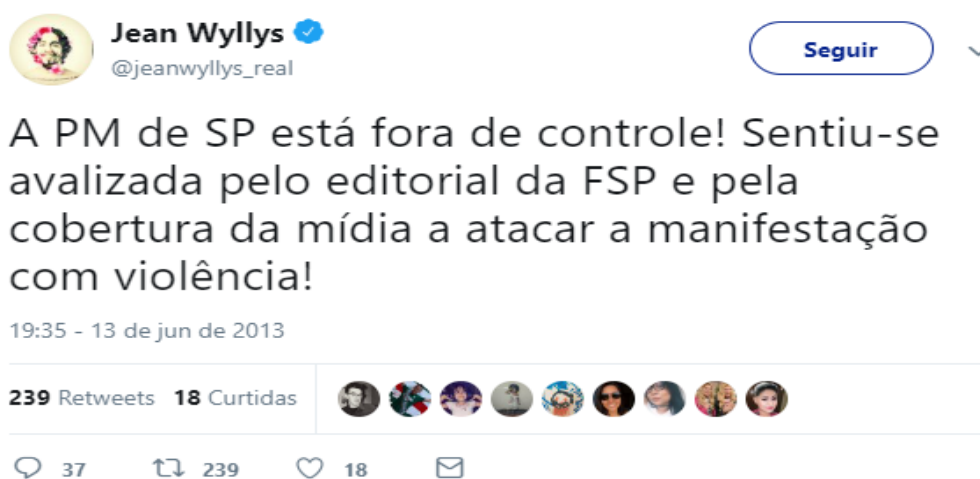 Jean Wyllys
@jeanwyllys_real
Seguir
A PM de SP está fora de controle! Sentiu-se
avalizada pelo editorial da FSP e pela
cobertura da mídia a atacar a manifestação
com violência!
19:35 - 13 de jun de 2013
239 Retweets 18 Curtidas
37 239 18